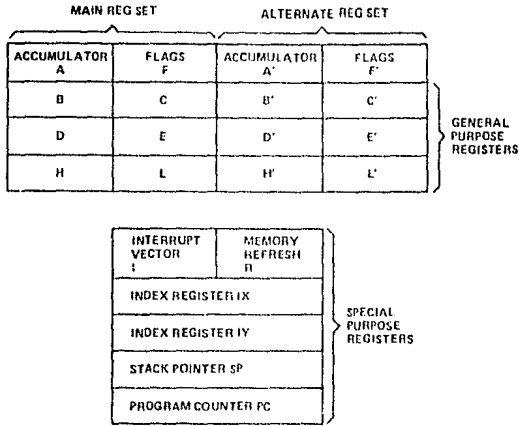 MAIN REG SET
ALTERNATE REG SET
ACCUMULATOR
A
FLAGS
F
ACCUMULATOR
A'
FLAGS
F'
B
C
B'
C'
D
E
D'
E'
H
L
H'
L'
GENERAL
PURPOSE
REGISTERS
INTERRUPT
VECTOR
I
MEMORY
REFRESH
R
INDEX REGISTER IX
INDEX REGISTER IY
STACK POINTER SP
PROGRAM COUNTER PC
SPECIAL
PURPOSE
REGISTERS